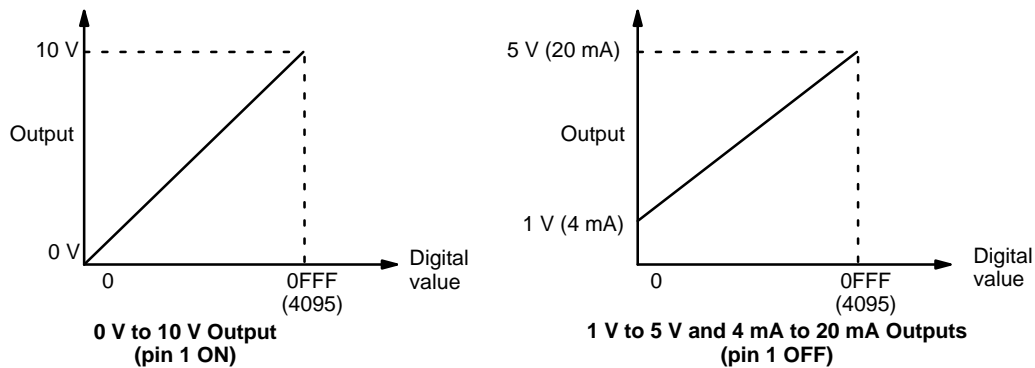 10 V
Output
0 V
0
0FFF
(4095)
Digital
value
0 V to 10 V Output
(pin 1 ON)
5 V (20 mA)
Output
1 V (4 mA)
0
0FFF
(4095)
Digital
value
1 V to 5 V and 4 mA to 20 mA Outputs
(pin 1 OFF)